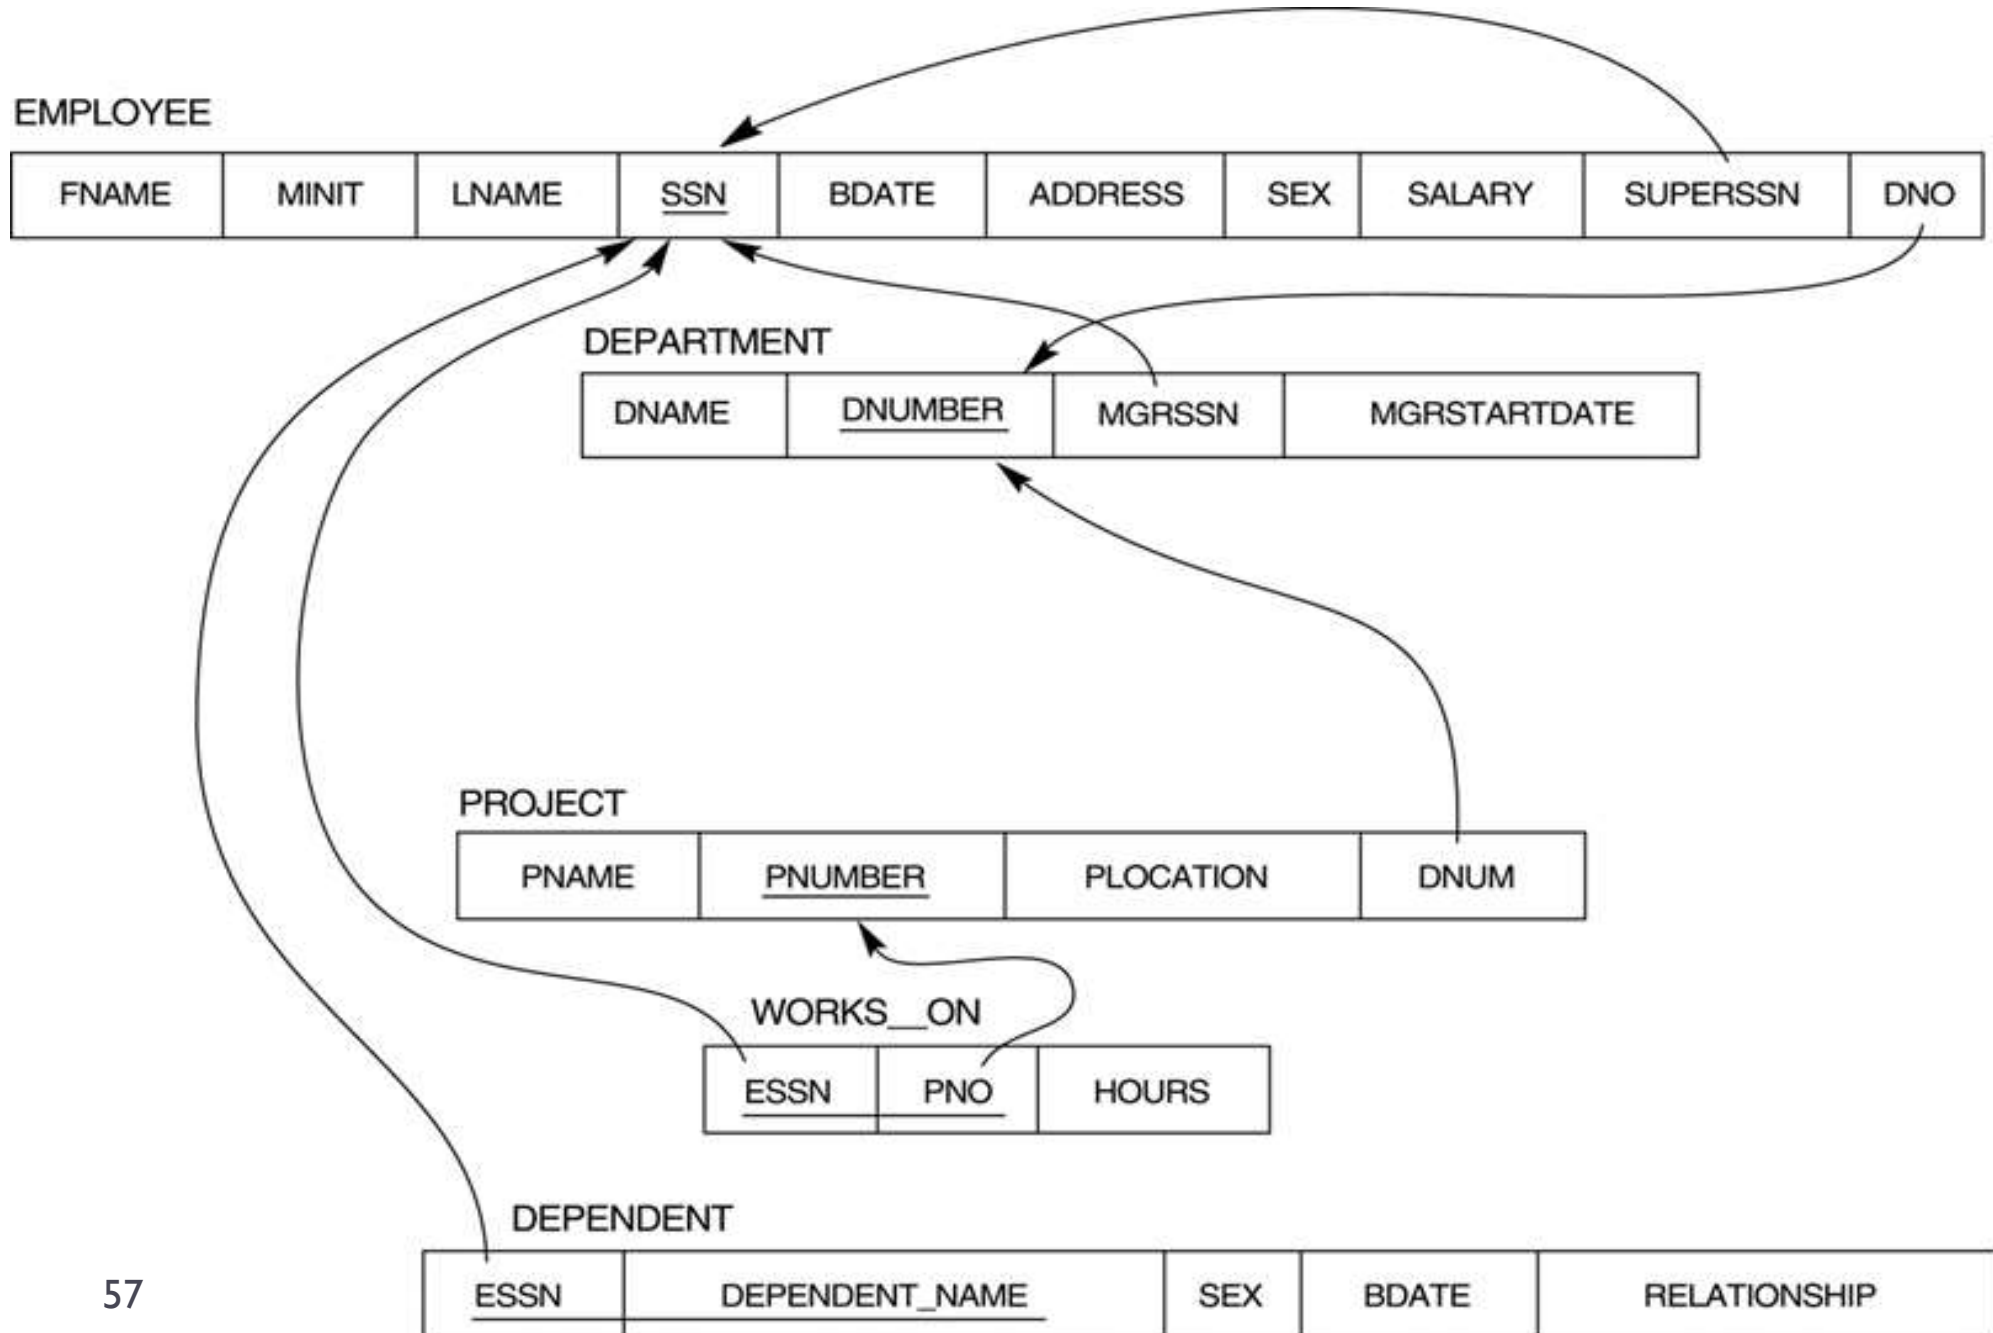 EMPLOYEE
FNAME MINIT LNAME SSN BDATE ADDRESS SEX SALARY SUPERSSN DNO
DEPARTMENT
DNAME DNUMBER MGRSSN MGRSTARTDATE
PROJECT
PNAME PNUMBER PLOCATION DNUM
WORKS__ON
ESSN PNO HOURS
DEPENDENT
ESSN DEPENDENT_NAME SEX BDATE RELATIONSHIP
57